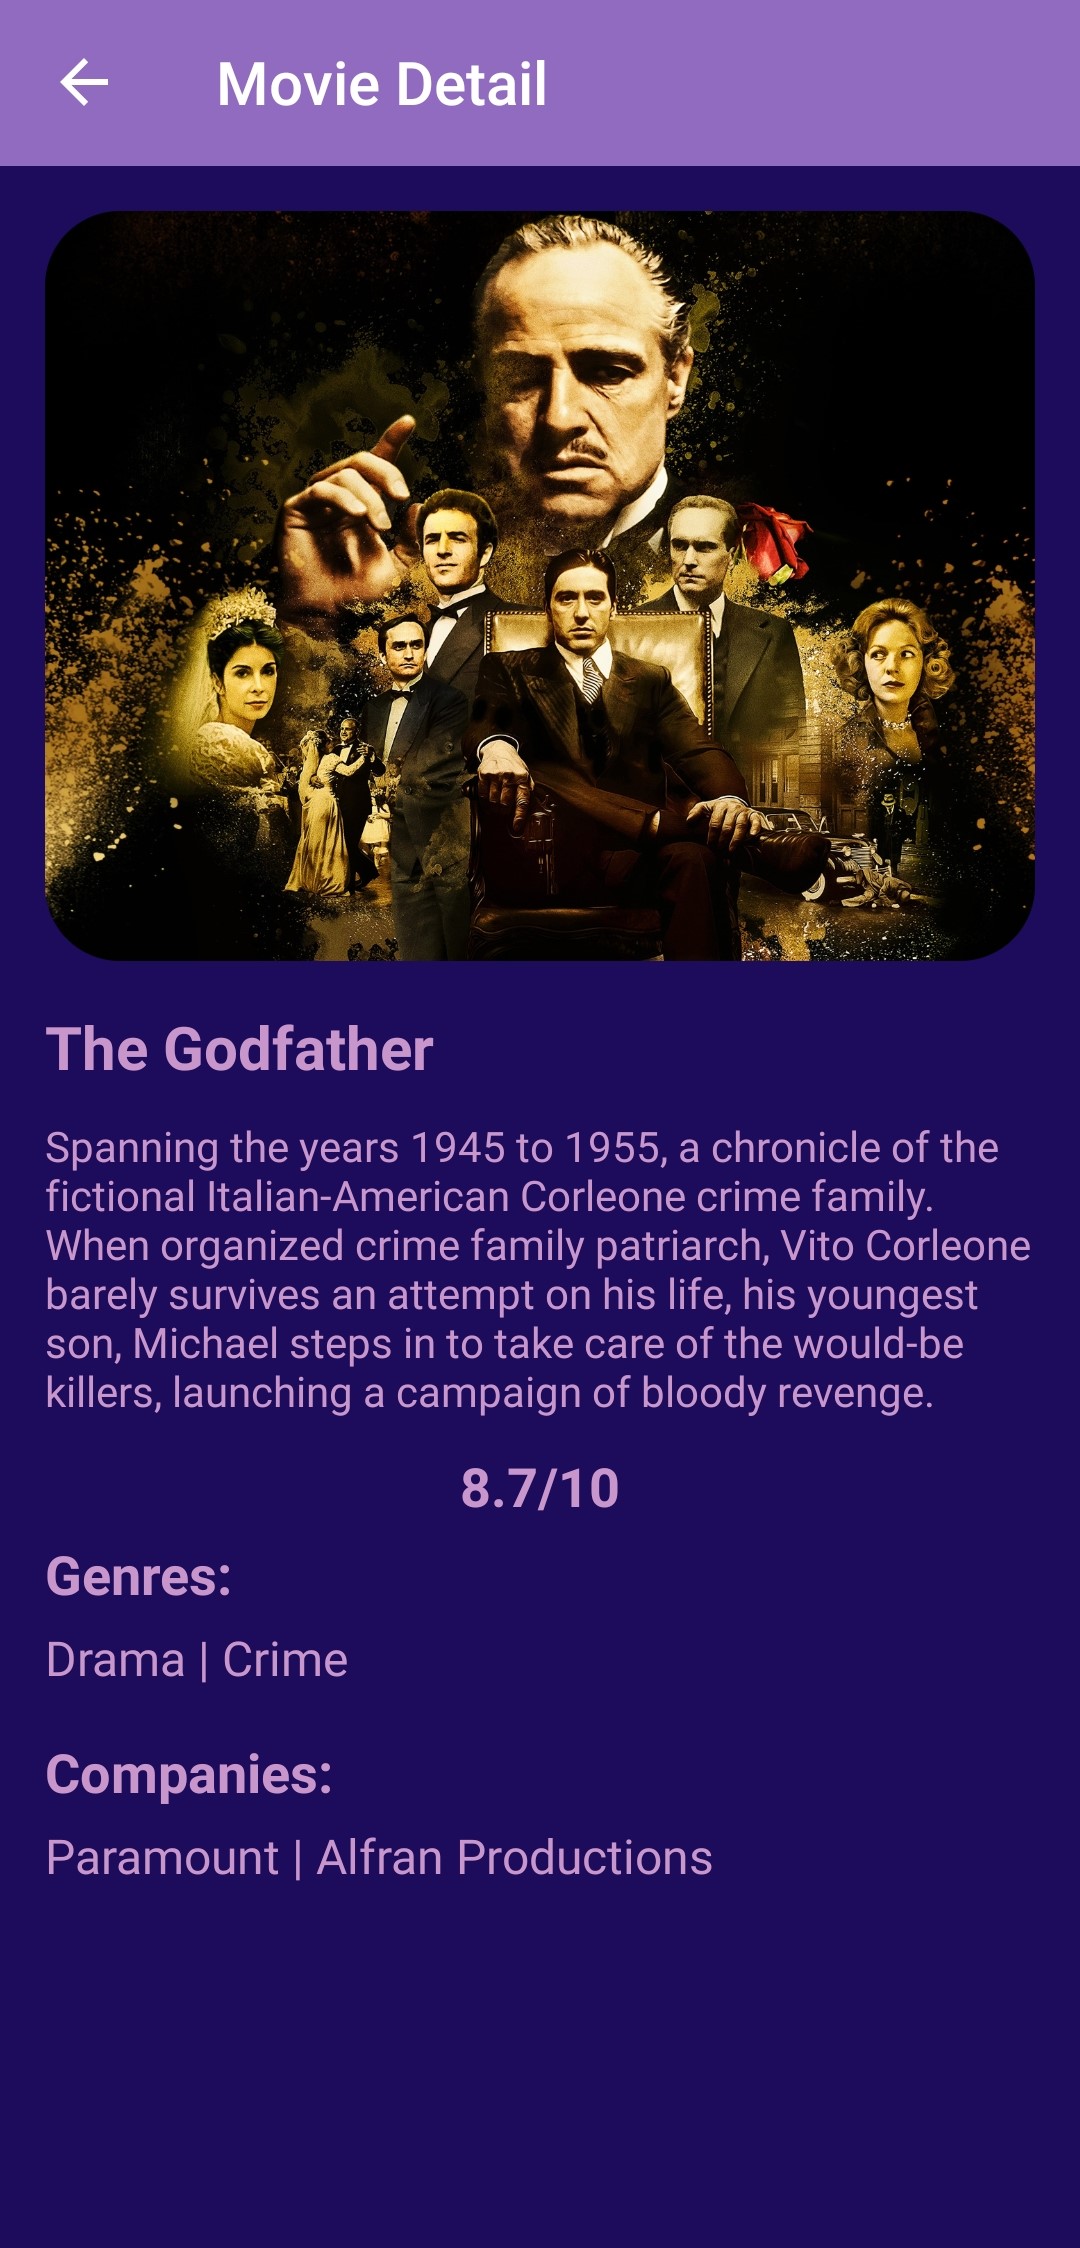 Movie Detail
The Godfather
Spanning the years 1945 to 1955, a chronicle of the
fictional Italian-American Corleone crime family.
When organized crime family patriarch, Vito Corleone
barely survives an attempt on his life, his youngest
son, Michael steps in to take care of the would-be
killers, launching a campaign of bloody revenge.
8.7/10
Genres:
Drama | Crime
Companies:
Paramount | Alfran Productions